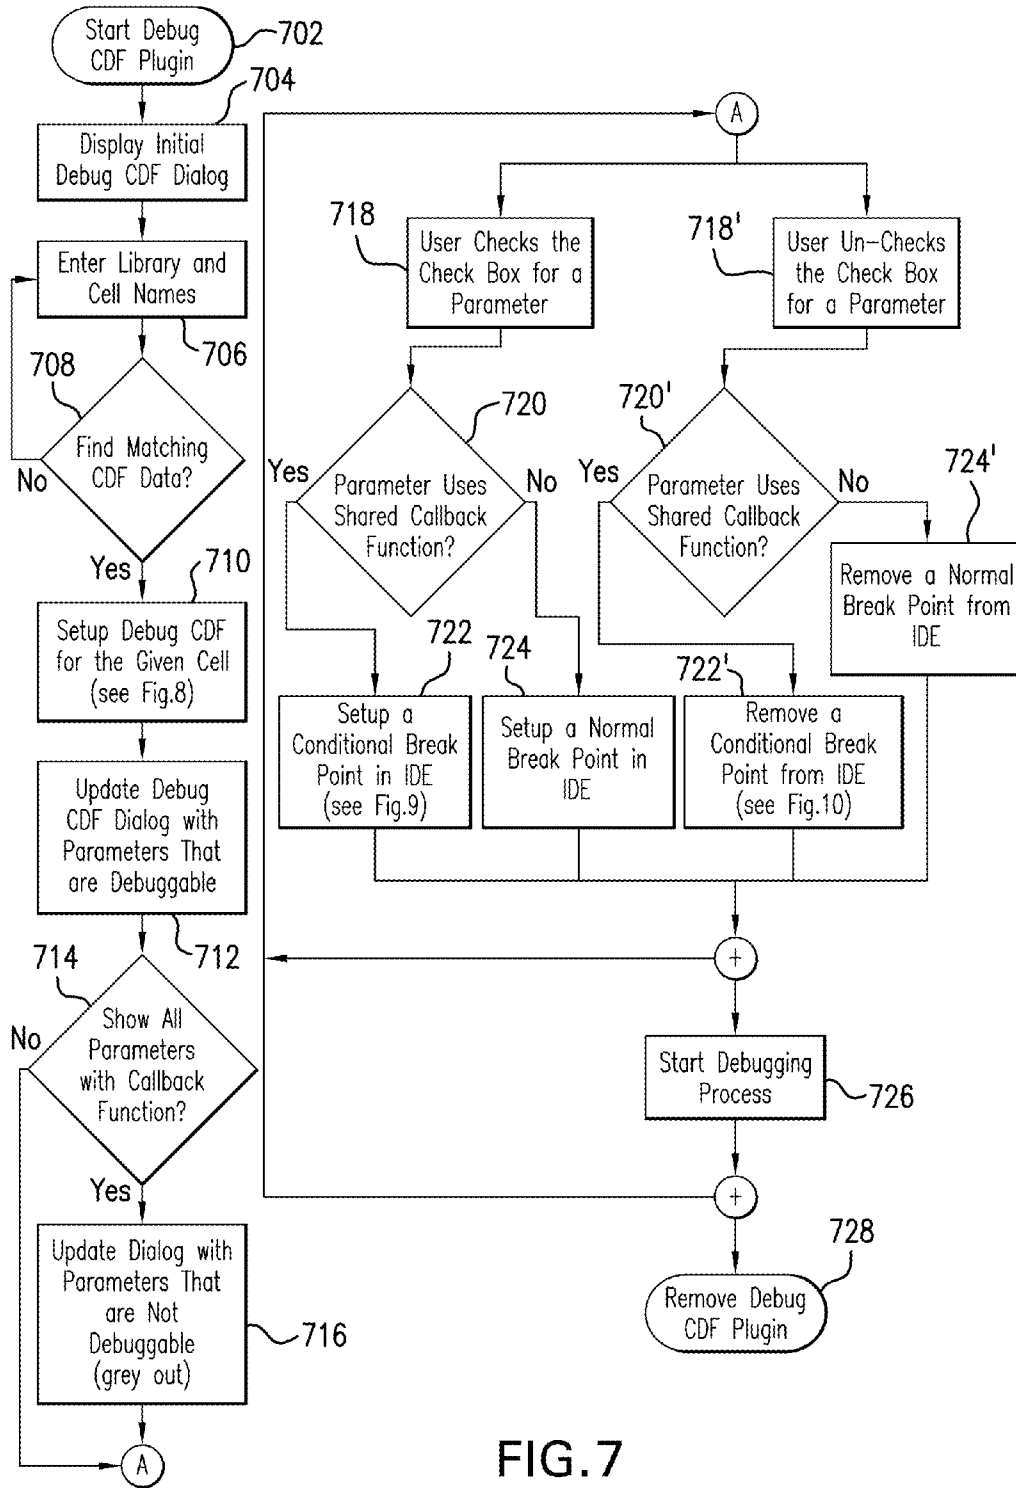 Start Debug
CDF Plugin
702
704
Display Initial
Debug CDF Dialog
Enter Library and
Cell Names
706
708
Find Matching
CDF Data?
No
Yes
710
Setup Debug CDF
for the Given Cell
(see Fig.8)
Update Debug
CDF Dialog with
Parameters That
are Debuggable
712
714
No
Show All
Parameters
with Callback
Function?
Yes
Update Dialog with
Parameters That
are Not
Debuggable
(grey out)
716
A
A
718
User Checks the
Check Box for a
Parameter
718'
User Un-Checks
the Check Box
for a Parameter
720
Yes
No
Parameter Uses
Shared Callback
Function?
720'
Yes
No
Parameter Uses
Shared Callback
Function?
724'
Remove a Normal
Break Point from
IDE
722
Setup a
Conditional Break
Point in IDE
(see Fig.9)
724
Setup a Normal
Break Point in
IDE
722'
Remove a
Conditional Break
Point from IDE
(see Fig.10)
+
Start Debugging
Process
726
+
728
Remove Debug
CDF Plugin
FIG.7